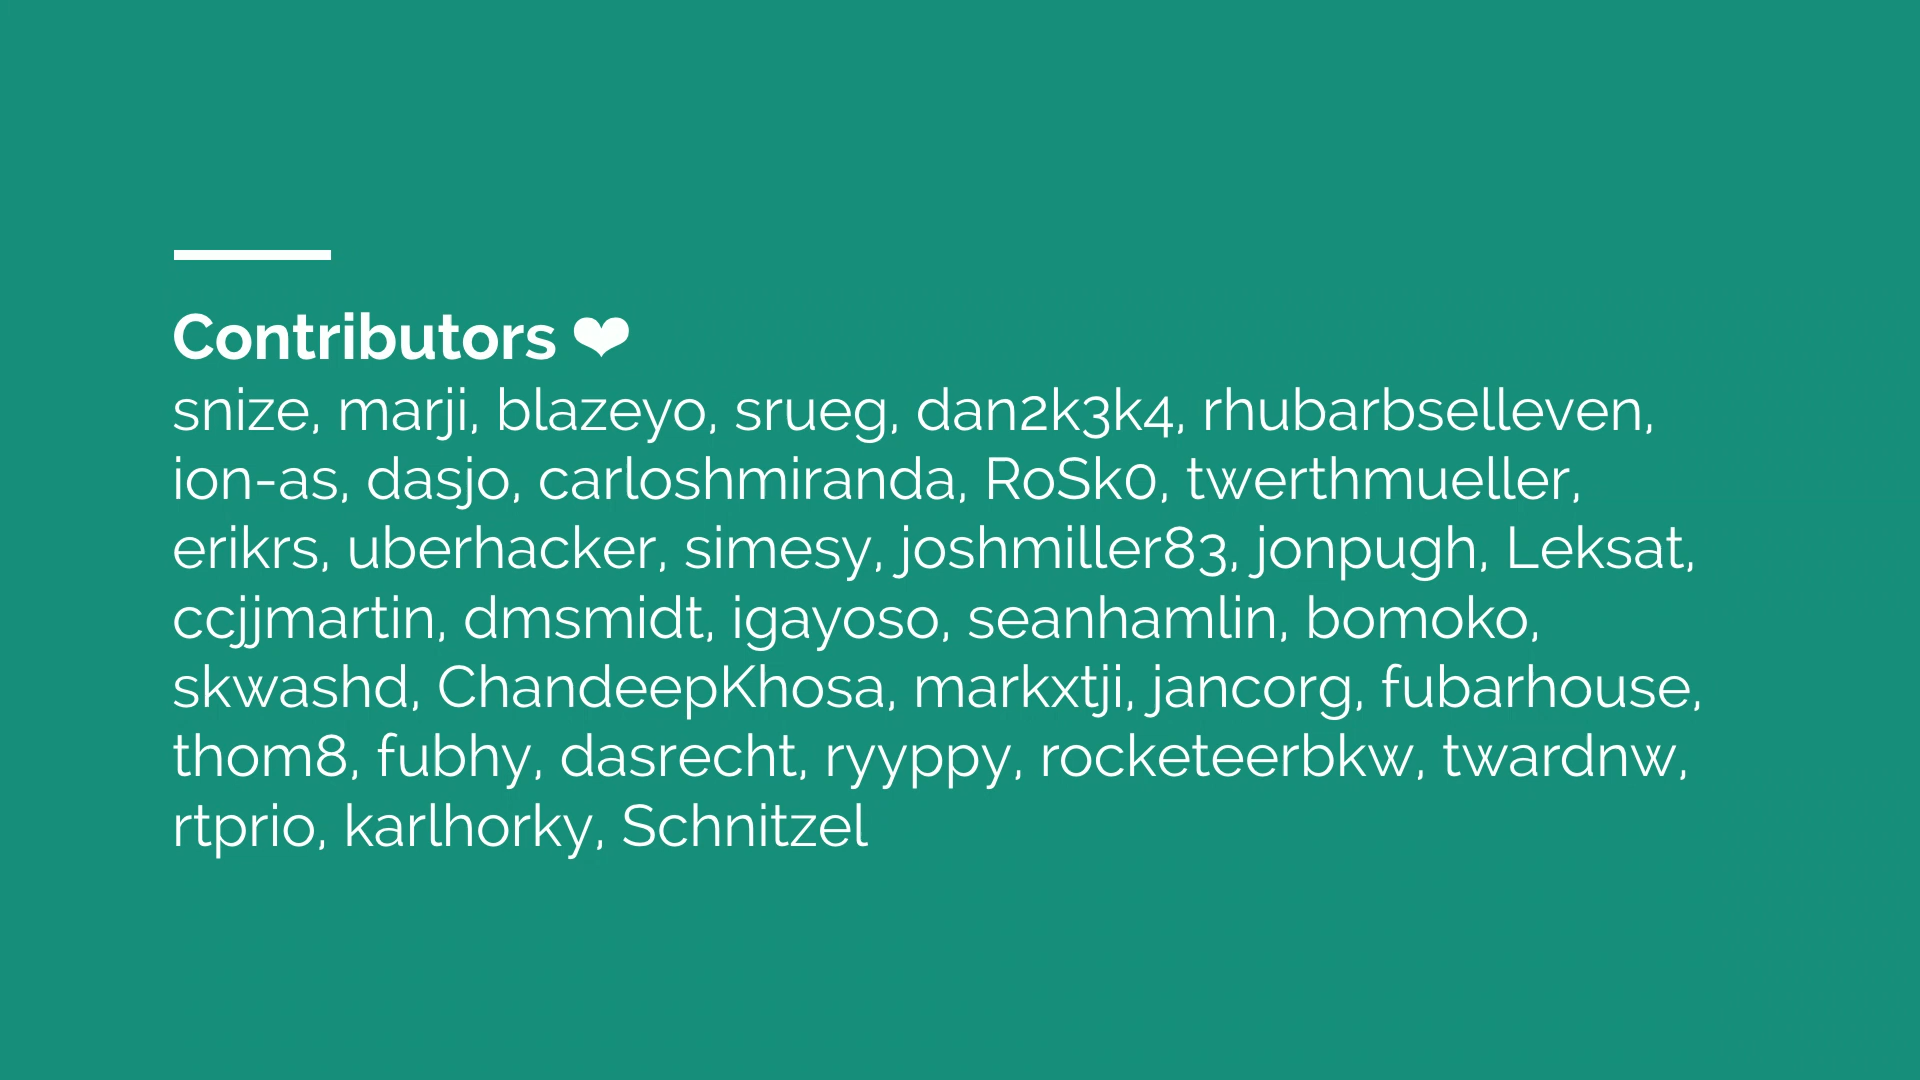 Contributors ❤
snize, marji, blazeyo, srueg, dan2k3k4, rhubarbselleven,
ion-as, dasjo, carloshmiranda, RoSk0, twerthmueller,
erikrs, uberhacker, simesy, joshmiller83, jonpugh, Leksat,
ccjjmartin, dmsmidt, igayoso, seanhamlin, bomoko,
skwashd, ChandeepKhosa, markxtji, jancorg, fubarhouse,
thom8, fubhy, dasrecht, ryyppy, rocketeerbkw, twardnw,
rtprio, karlhorky, Schnitzel